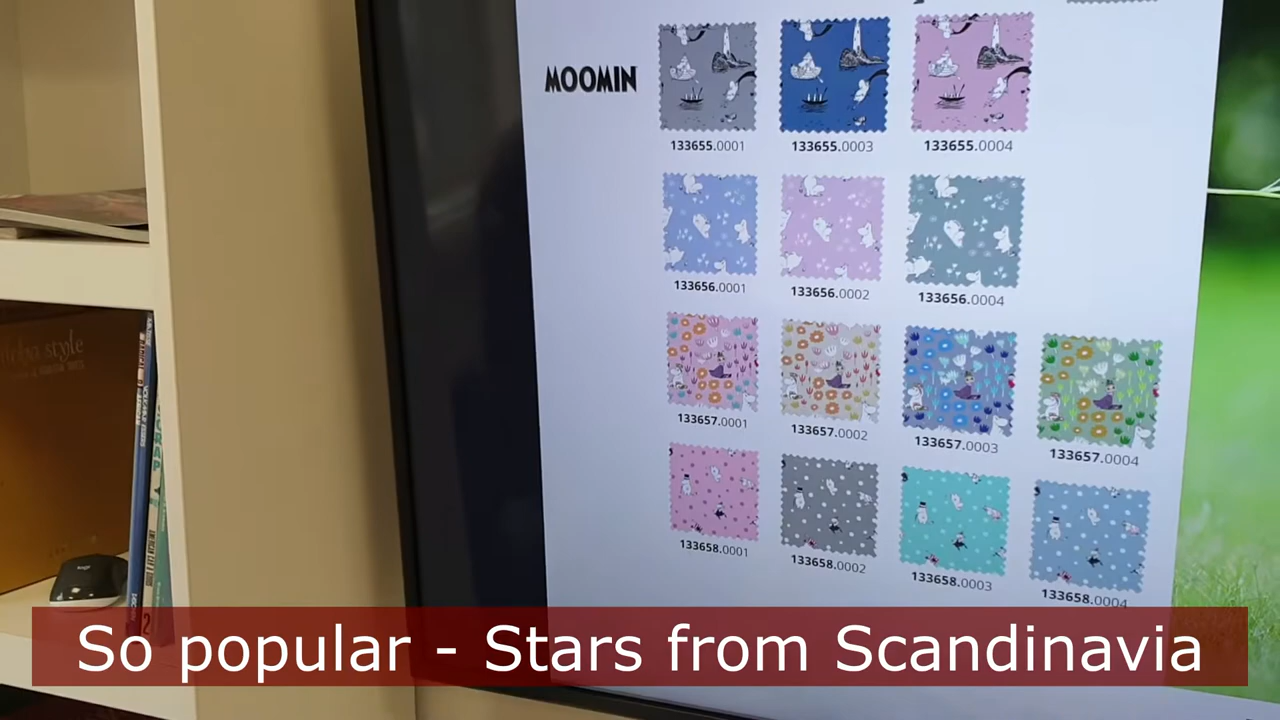 MOOMIN
133655.0001 133655.0003 133655.0004
133656.0001 133656.0002 133656.0004
133657.0001 133657.0002 133657.0003 133657.0004
133658.0001 133658.0002 133658.0003 133658.0004
style
So popular - Stars from Scandinavia